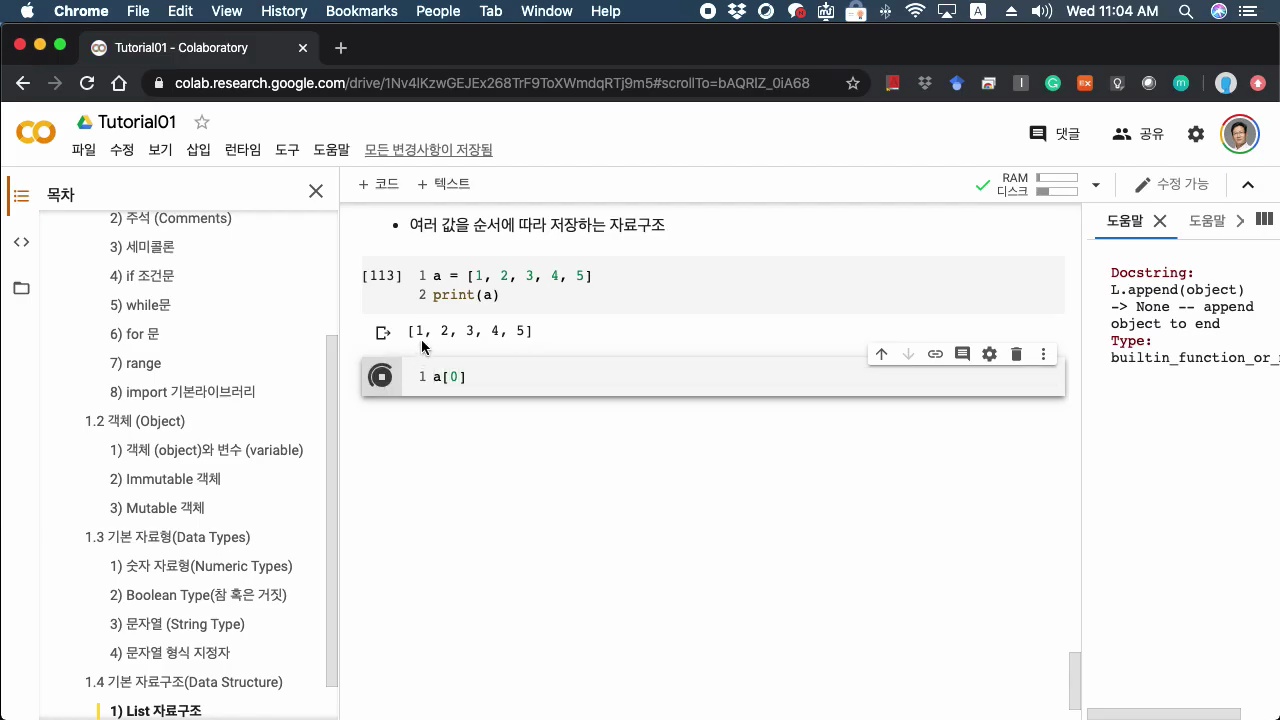 Chrome File Edit View History Bookmarks People Tab Window Help A Wed 11:04 AM
Tutorial01 - Colaboratory
colab.research.google.com/drive/1Nv4lKzwGEJEx268TrF9ToXWmdqRTj9m5#scrollTo=bAQRlZ_0iA68
Tutorial01
댓글
공유
파일 수정 보기 삽입 런타임 도구 도움말 모든 변경사항이 저장됨
목차
+ 코드 + 텍스트
RAM
디스크
수정 가능
2) 주석 (Comments)
3) 세미콜론
4) if 조건문
5) while문
6) for 문
7) range
8) import 기본라이브러리
1.2 객체 (Object)
1) 객체 (object)와 변수 (variable)
2) Immutable 객체
3) Mutable 객체
1.3 기본 자료형(Data Types)
1) 숫자 자료형(Numeric Types)
2) Boolean Type(참 혹은 거짓)
3) 문자열 (String Type)
4) 문자열 형식 지정자
1.4 기본 자료구조(Data Structure)
1) List 자료구조
• 여러 값을 순서에 따라 저장하는 자료구조
[113] 1 a = [1, 2, 3, 4, 5]
2 print(a)
[1, 2, 3, 4, 5]
1 a[0]
도움말 도움말
Docstring:
L.append(object)
-> None -- append
object to end
Type:
builtin_function_or_